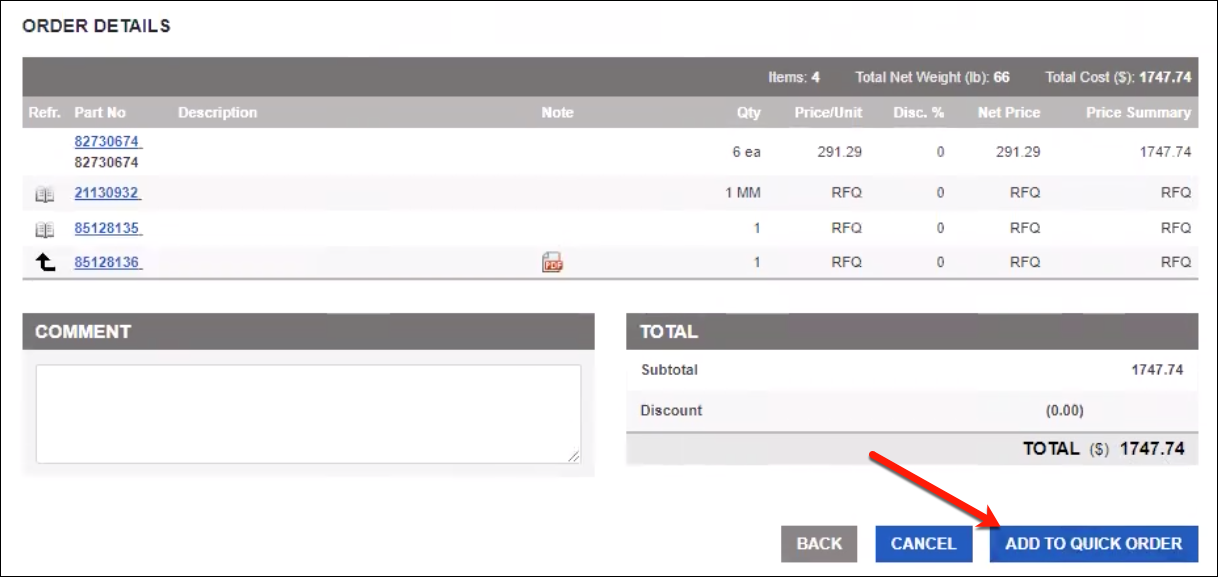 ORDER DETAILS
Items: 4 Total Net Weight (lb): 66 Total Cost ($): 1747.74
Refr. Part No Description Note Qty Price/Unit Disc. % Net Price Price Summary
82730674
82730674 6 ea 291.29 0 291.29 1747.74
21130932 1 MM RFQ 0 RFQ RFQ
85128135 1 RFQ 0 RFQ RFQ
85128136 PDF 1 RFQ 0 RFQ RFQ
COMMENT
TOTAL
Subtotal 1747.74
Discount (0.00)
TOTAL ($) 1747.74
BACK CANCEL ADD TO QUICK ORDER